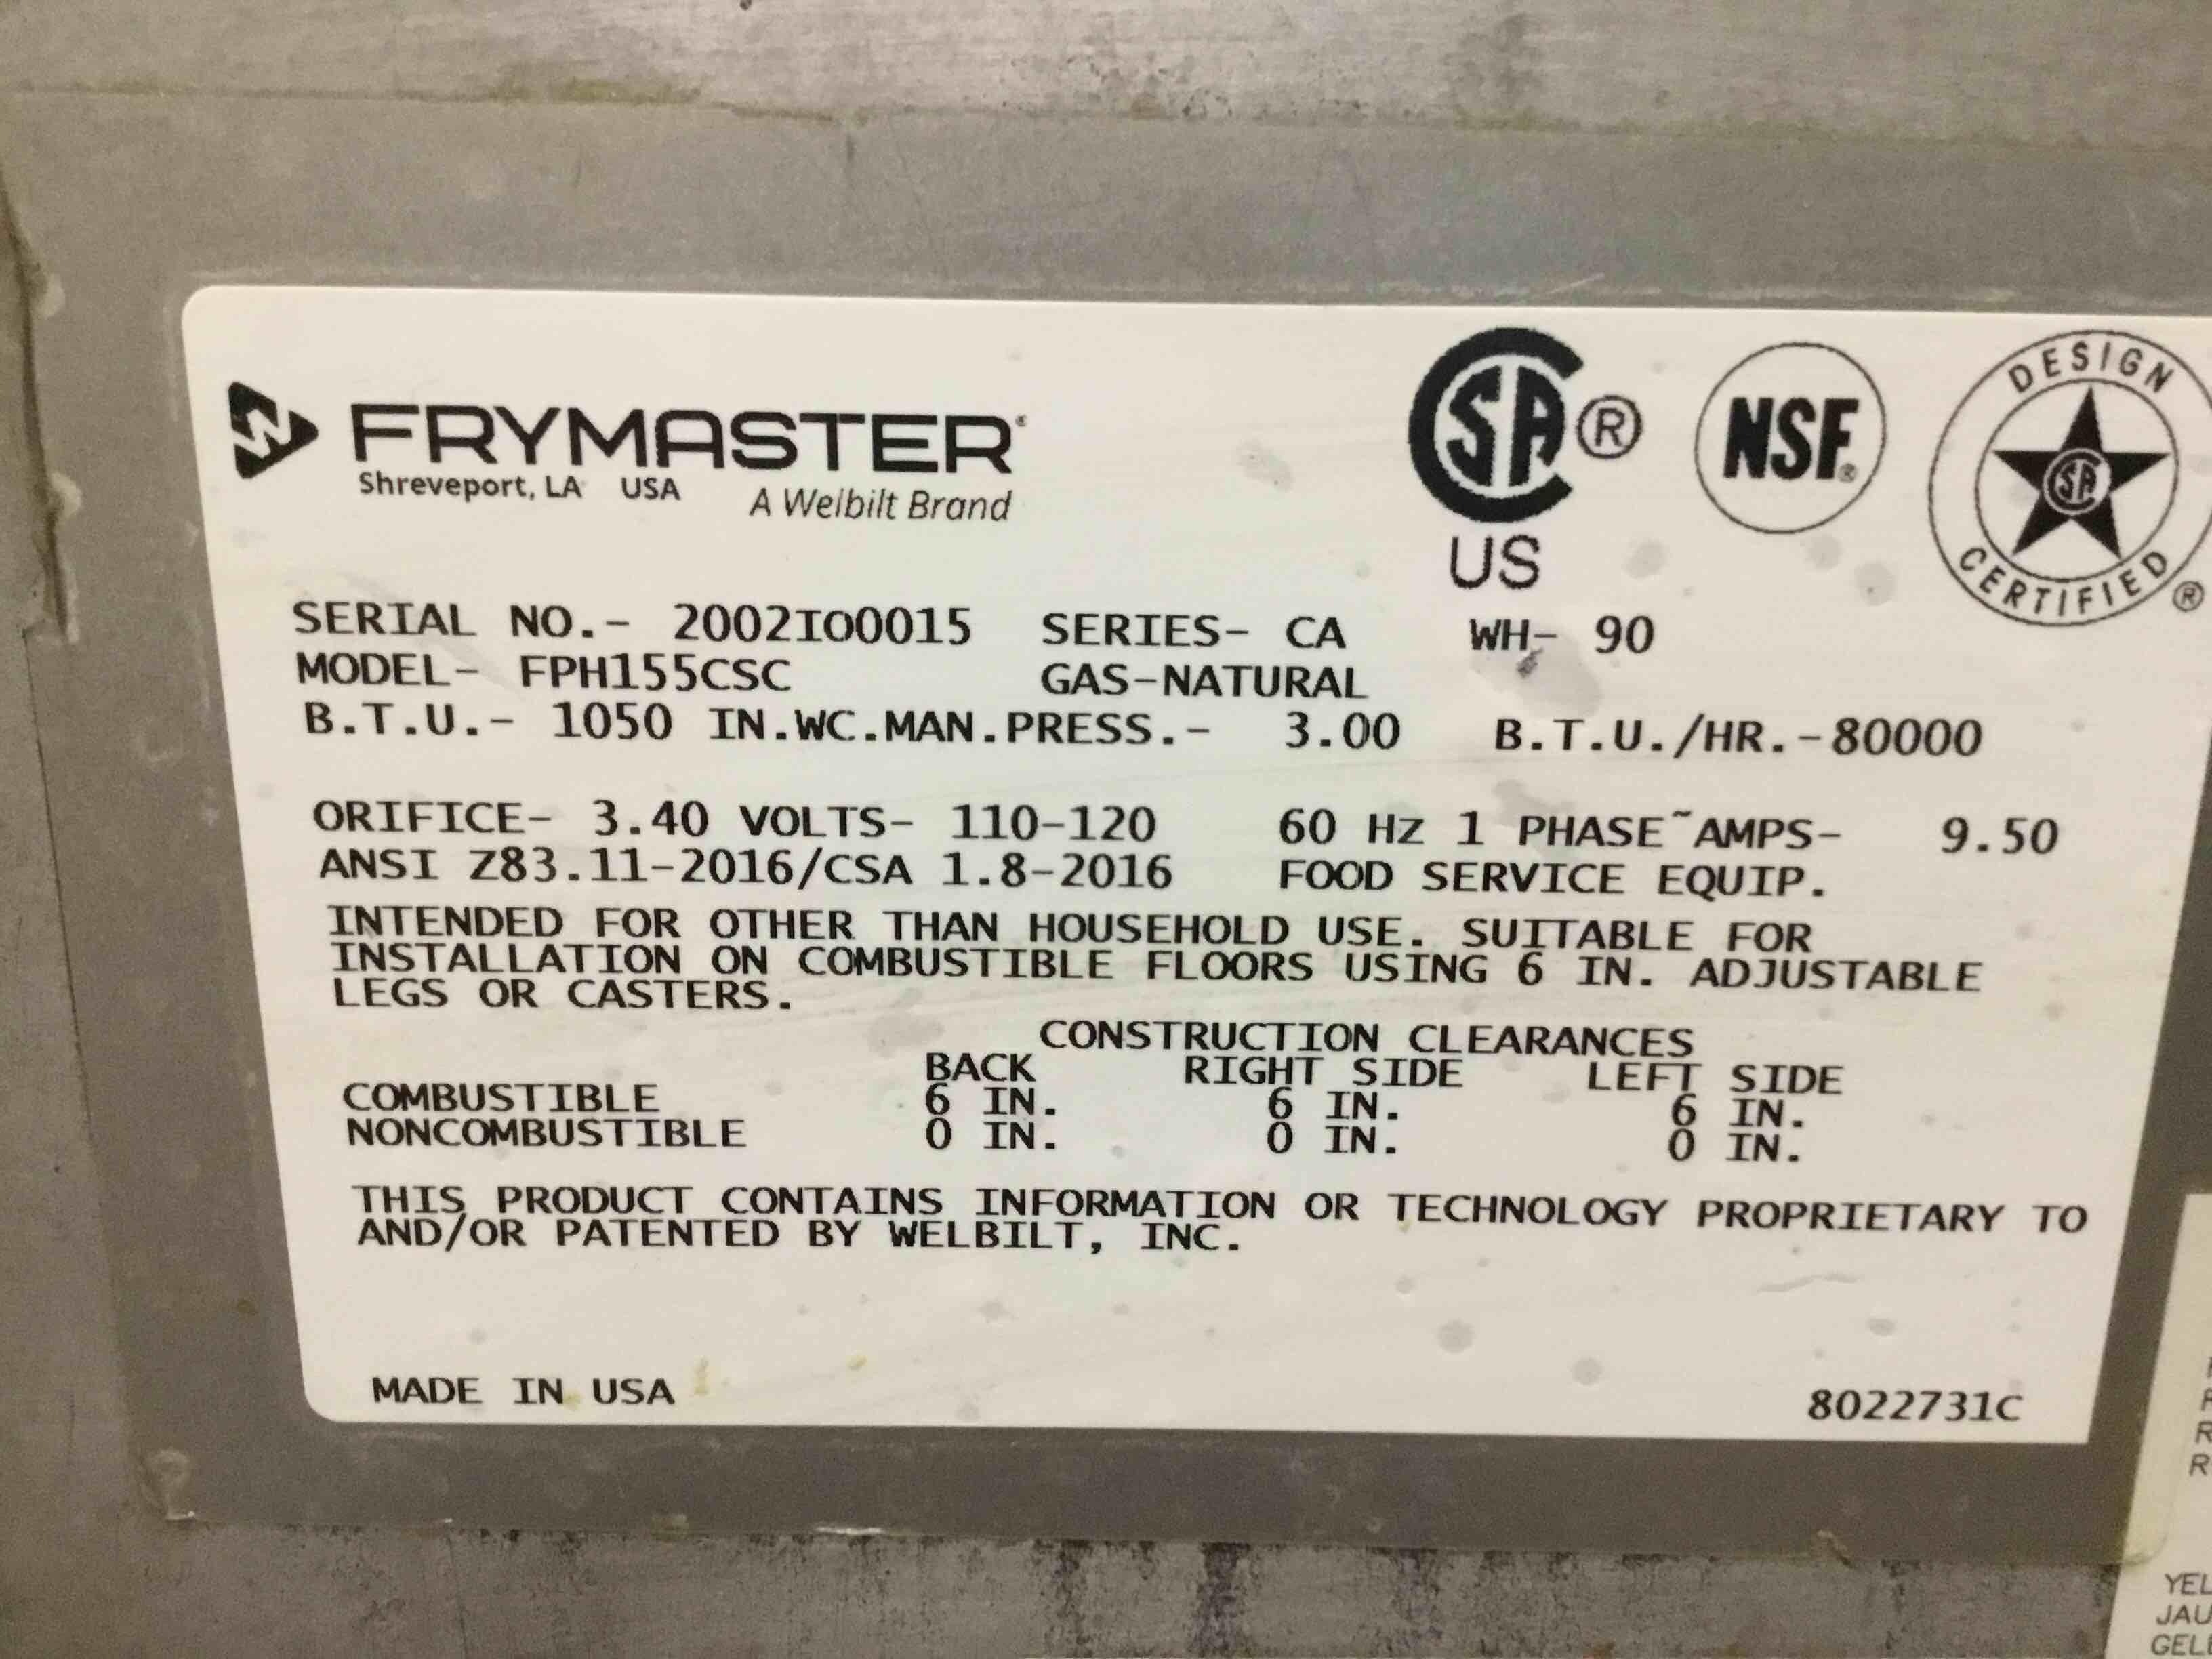 FRYMASTER
Shreveport, LA USA
A Welbilt Brand
CSA® US
NSF®
DESIGN CERTIFIED ®
SA
SERIAL NO.- 2002IO0015 SERIES- CA WH- 90
MODEL- FPH155CSC GAS-NATURAL
B.T.U.- 1050 IN.WC.MAN.PRESS.- 3.00 B.T.U./HR.-80000
ORIFICE- 3.40 VOLTS- 110-120 60 HZ 1 PHASE~AMPS- 9.50
ANSI Z83.11-2016/CSA 1.8-2016 FOOD SERVICE EQUIP.
INTENDED FOR OTHER THAN HOUSEHOLD USE. SUITABLE FOR
INSTALLATION ON COMBUSTIBLE FLOORS USING 6 IN. ADJUSTABLE
LEGS OR CASTERS.
CONSTRUCTION CLEARANCES
BACK RIGHT SIDE LEFT SIDE
COMBUSTIBLE 6 IN. 6 IN. 6 IN.
NONCOMBUSTIBLE 0 IN. 0 IN. 0 IN.
THIS PRODUCT CONTAINS INFORMATION OR TECHNOLOGY PROPRIETARY TO
AND/OR PATENTED BY WELBILT, INC.
MADE IN USA 8022731C